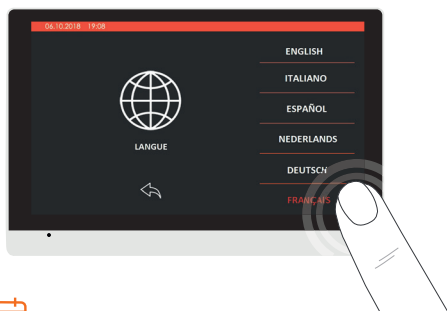 06.10.2018 19:08
ENGLISH
ITALIANO
ESPAÑOL
NEDERLANDS
LANGUE
DEUTSCH
FRANÇAIS